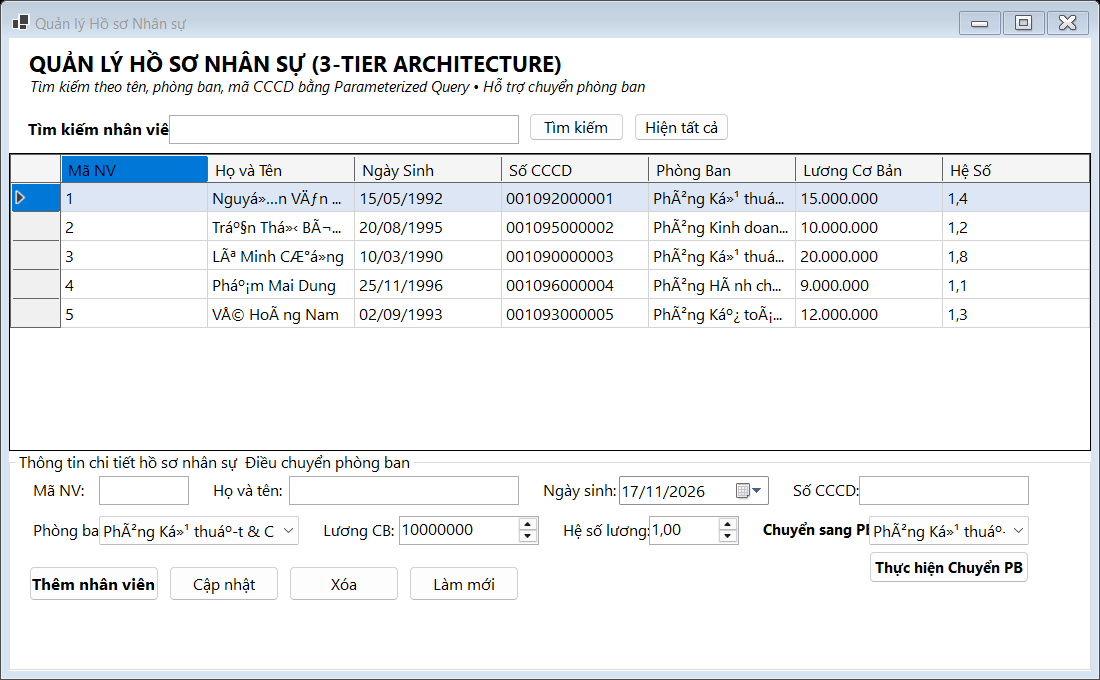 Quản lý Hồ sơ Nhân sự
QUẢN LÝ HỒ SƠ NHÂN SỰ (3-TIER ARCHITECTURE)
Tìm kiếm theo tên, phòng ban, mã CCCD bằng Parameterized Query • Hỗ trợ chuyển phòng ban
Tìm kiếm nhân viê Tìm kiếm Hiện tất cả
Mã NV Họ và Tên Ngày Sinh Số CCCD Phòng Ban Lương Cơ Bản Hệ Số
1 Nguyá»…n VÄƒn ... 15/05/1992 001092000001 PhÃ²ng Ká»¹ thuá... 15.000.000 1,4
2 Tráº§n Thá»‹ BÃ¬... 20/08/1995 001095000002 PhÃ²ng Kinh doan... 10.000.000 1,2
3 LÃª Minh CÆ°á»ng 10/03/1990 001090000003 PhÃ²ng Ká»¹ thuá... 20.000.000 1,8
4 Pháº¡m Mai Dung 25/11/1996 001096000004 PhÃ²ng HÃ nh ch... 9.000.000 1,1
5 VÅ© HoÃ ng Nam 02/09/1993 001093000005 PhÃ²ng Káº¿ toÃ¡... 12.000.000 1,3
Thông tin chi tiết hồ sơ nhân sự Điều chuyển phòng ban
Mã NV: Họ và tên: Ngày sinh: 17/11/2026 Số CCCD:
Phòng ba PhÃ²ng Ká»¹ thuáº-t & C Lương CB: 10000000 Hệ số lương: 1,00 Chuyển sang PI PhÃ²ng Ká»¹ thuáº-
Thực hiện Chuyển PB
Thêm nhân viên Cập nhật Xóa Làm mới